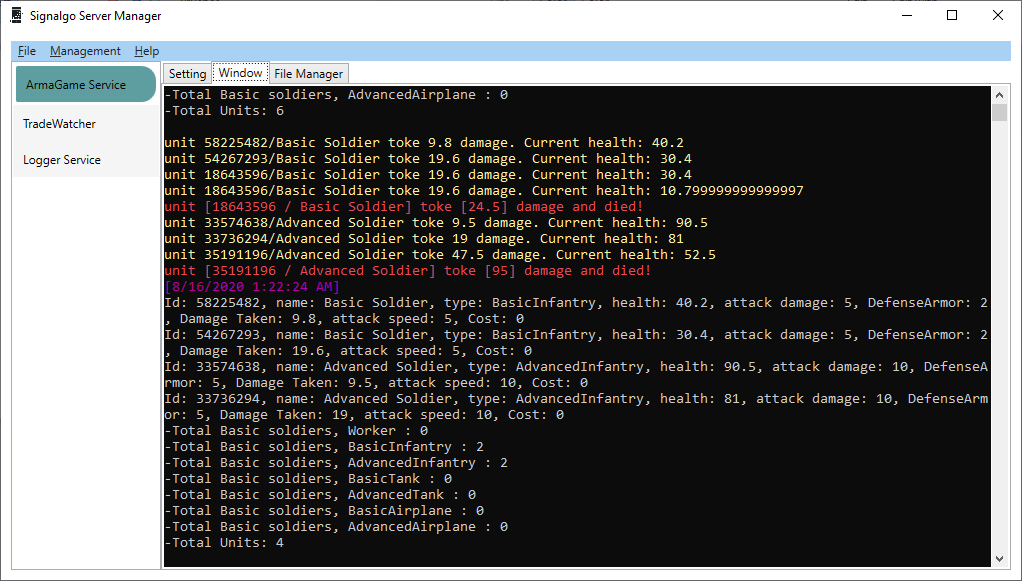 Signalgo Server Manager
File Management Help
ArmaGame Service
TradeWatcher
Logger Service
Setting Window File Manager
-Total Basic soldiers, AdvancedAirplane : 0
-Total Units: 6
unit 58225482/Basic Soldier toke 9.8 damage. Current health: 40.2
unit 54267293/Basic Soldier toke 19.6 damage. Current health: 30.4
unit 18643596/Basic Soldier toke 19.6 damage. Current health: 30.4
unit 18643596/Basic Soldier toke 19.6 damage. Current health: 10.799999999999997
unit [18643596 / Basic Soldier] toke [24.5] damage and died!
unit 33574638/Advanced Soldier toke 9.5 damage. Current health: 90.5
unit 33736294/Advanced Soldier toke 19 damage. Current health: 81
unit 35191196/Advanced Soldier toke 47.5 damage. Current health: 52.5
unit [35191196 / Advanced Soldier] toke [95] damage and died!
[8/16/2020 1:22:24 AM]
Id: 58225482, name: Basic Soldier, type: BasicInfantry, health: 40.2, attack damage: 5, DefenseArmor: 2
, Damage Taken: 9.8, attack speed: 5, Cost: 0
Id: 54267293, name: Basic Soldier, type: BasicInfantry, health: 30.4, attack damage: 5, DefenseArmor: 2
, Damage Taken: 19.6, attack speed: 5, Cost: 0
Id: 33574638, name: Advanced Soldier, type: AdvancedInfantry, health: 90.5, attack damage: 10, DefenseA
rmor: 5, Damage Taken: 9.5, attack speed: 10, Cost: 0
Id: 33736294, name: Advanced Soldier, type: AdvancedInfantry, health: 81, attack damage: 10, DefenseArm
or: 5, Damage Taken: 19, attack speed: 10, Cost: 0
-Total Basic soldiers, Worker : 0
-Total Basic soldiers, BasicInfantry : 2
-Total Basic soldiers, AdvancedInfantry : 2
-Total Basic soldiers, BasicTank : 0
-Total Basic soldiers, AdvancedTank : 0
-Total Basic soldiers, BasicAirplane : 0
-Total Basic soldiers, AdvancedAirplane : 0
-Total Units: 4